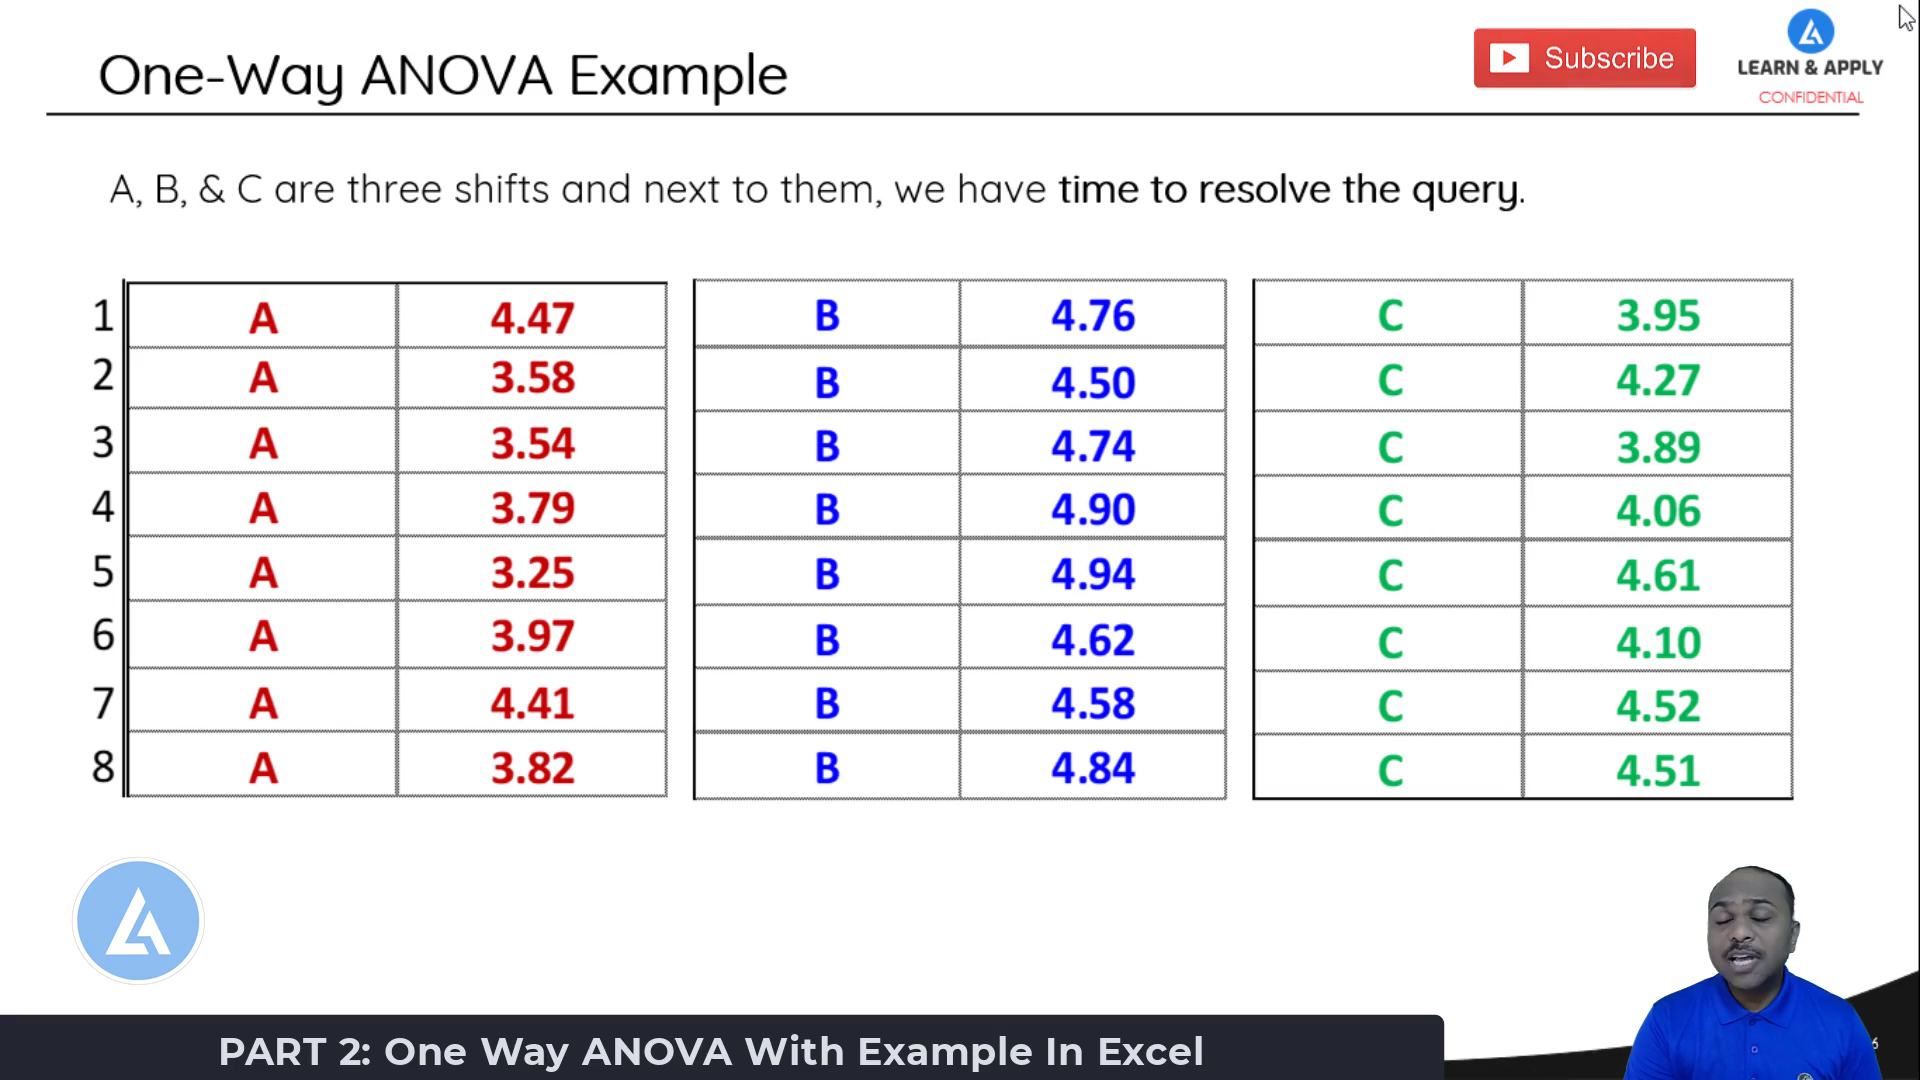 One-Way ANOVA Example
Subscribe
LEARN & APPLY
CONFIDENTIAL
A, B, & C are three shifts and next to them, we have time to resolve the query.
1 A 4.47 B 4.76 C 3.95
2 A 3.58 B 4.50 C 4.27
3 A 3.54 B 4.74 C 3.89
4 A 3.79 B 4.90 C 4.06
5 A 3.25 B 4.94 C 4.61
6 A 3.97 B 4.62 C 4.10
7 A 4.41 B 4.58 C 4.52
8 A 3.82 B 4.84 C 4.51
PART 2: One Way ANOVA With Example In Excel
6